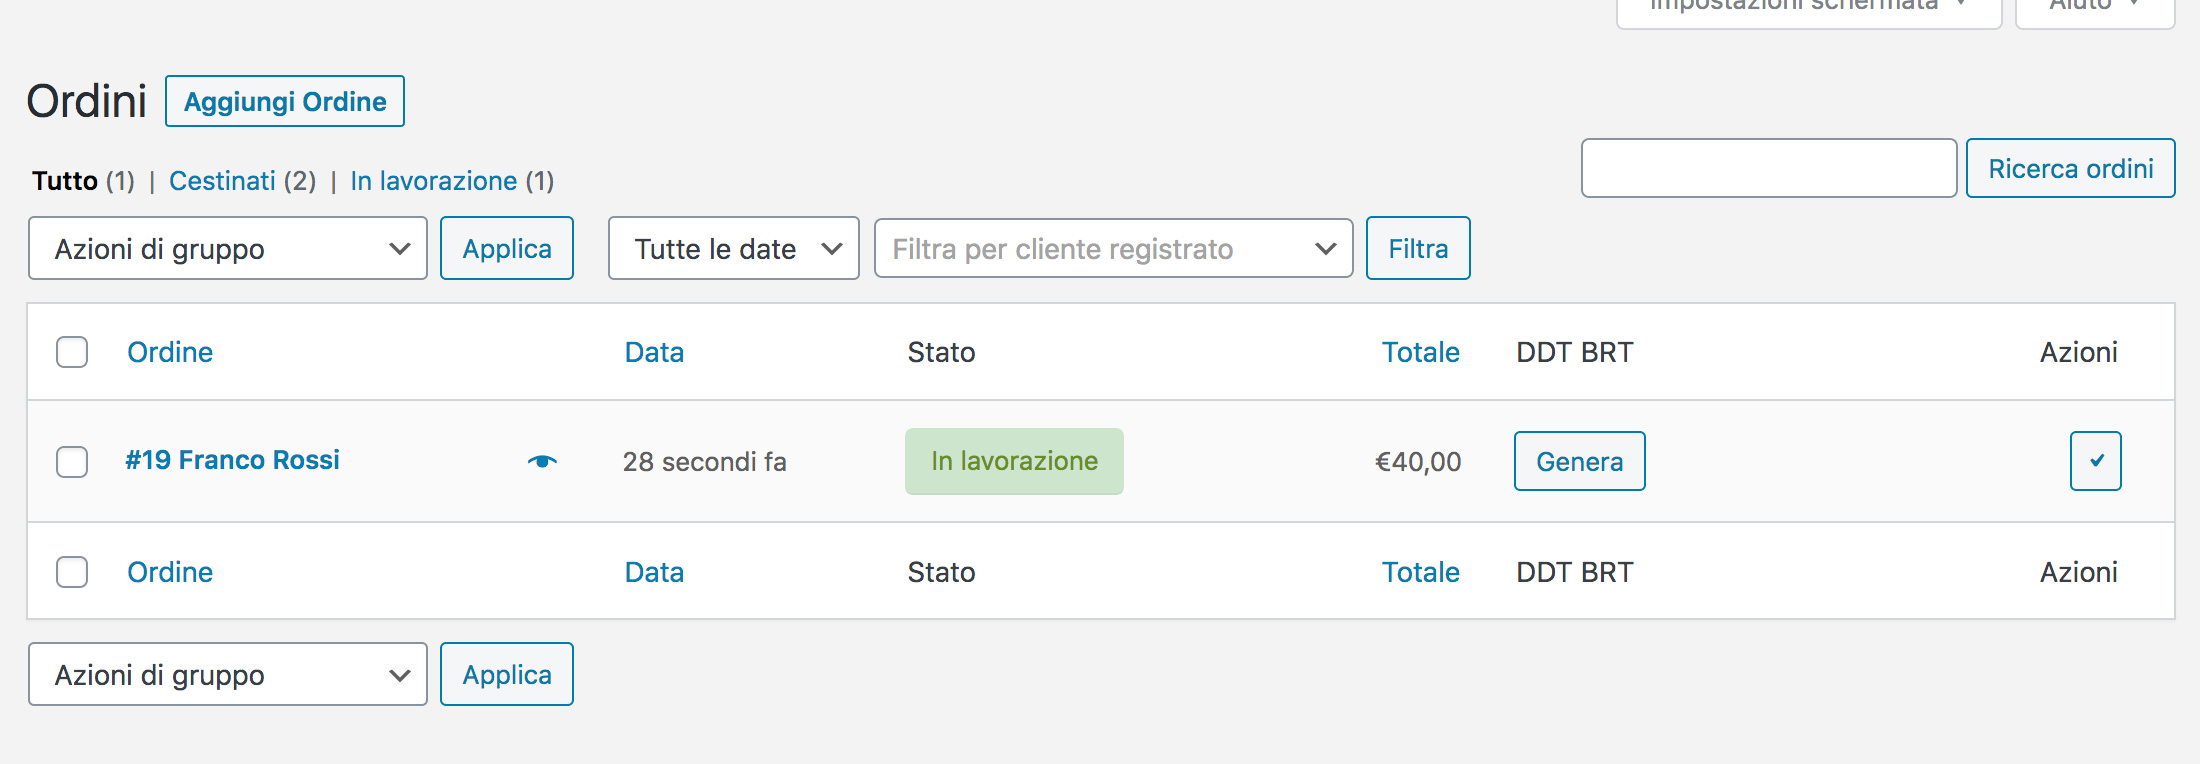 Impostazioni schermata ▼ Aiuto ▼
Ordini Aggiungi Ordine
Tutto (1) | Cestinati (2) | In lavorazione (1)
Ricerca ordini
Azioni di gruppo Applica Tutte le date Filtra per cliente registrato Filtra
Ordine Data Stato Totale DDT BRT Azioni
#19 Franco Rossi 28 secondi fa In lavorazione €40,00 Genera
Ordine Data Stato Totale DDT BRT Azioni
Azioni di gruppo Applica